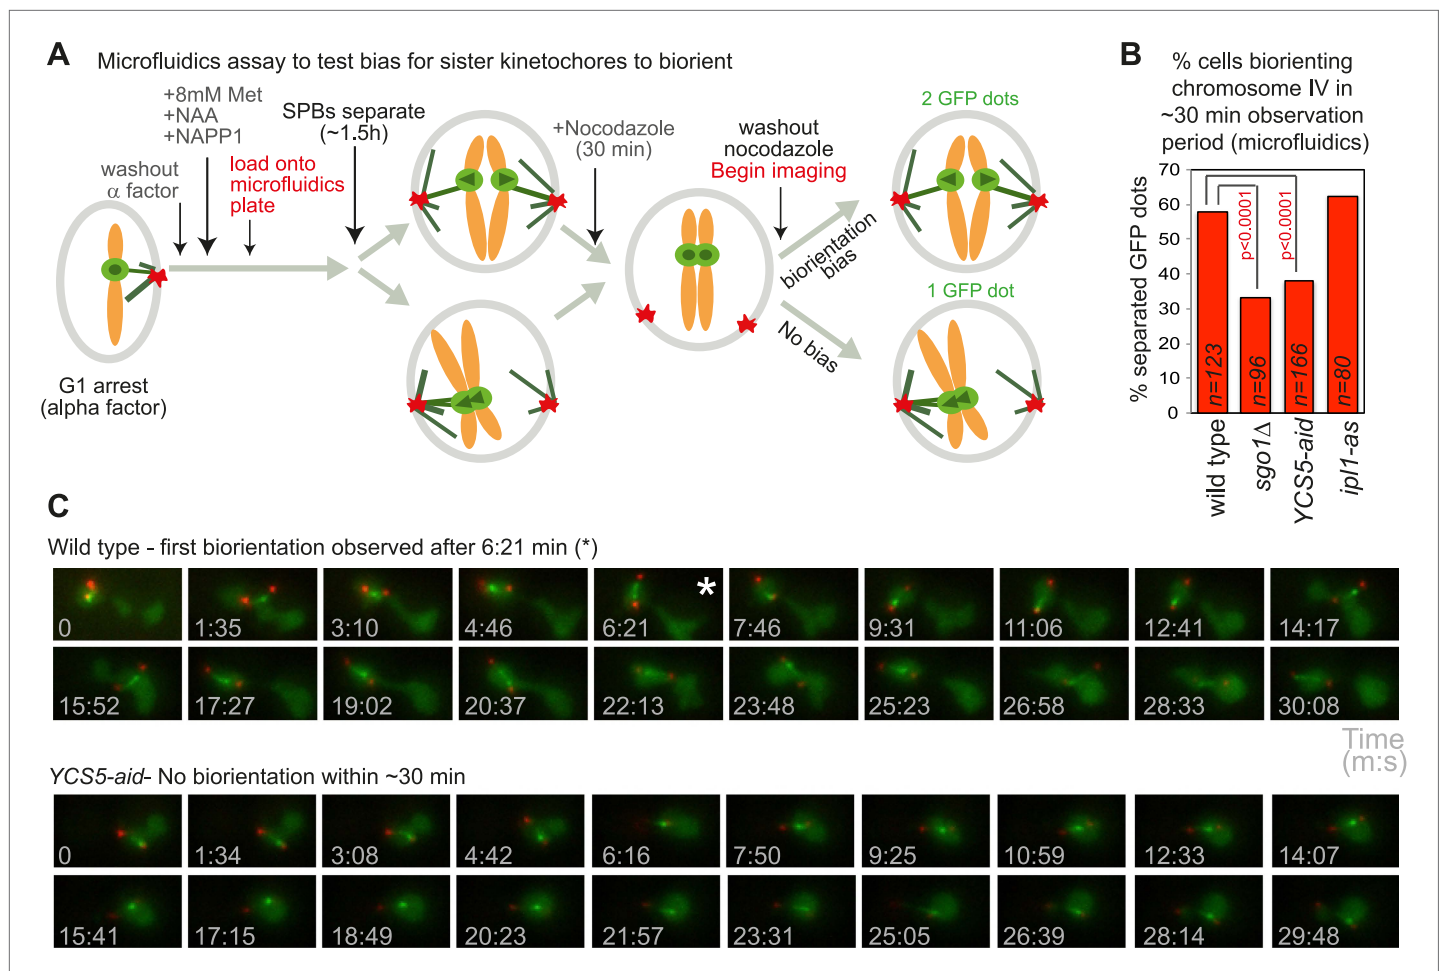 A Microfluidics assay to test bias for sister kinetochores to biorient
washout
α factor
+8mM Met
+NAA
+NAPP1
load onto
microfluidics
plate
SPBs separate
(~1.5h)
+Nocodazole
(30 min)
washout
nocodazole
Begin imaging
2 GFP dots
biorientation
bias
1 GFP dot
No bias
G1 arrest
(alpha factor)
B % cells biorienting
chromosome IV in
~30 min observation
period (microfluidics)
% separated GFP dots
70
60
50
40
30
20
10
0
p<0.0001
p<0.0001
n=123
n=96
n=166
n=80
wild type
sgo1Δ
YCS5-aid
ipl1-as
C
Wild type - first biorientation observed after 6:21 min (*)
*
0 1:35 3:10 4:46 6:21 7:46 9:31 11:06 12:41 14:17
15:52 17:27 19:02 20:37 22:13 23:48 25:23 26:58 28:33 30:08
Time
(m:s)
YCS5-aid- No biorientation within ~30 min
0 1:34 3:08 4:42 6:16 7:50 9:25 10:59 12:33 14:07
15:41 17:15 18:49 20:23 21:57 23:31 25:05 26:39 28:14 29:48